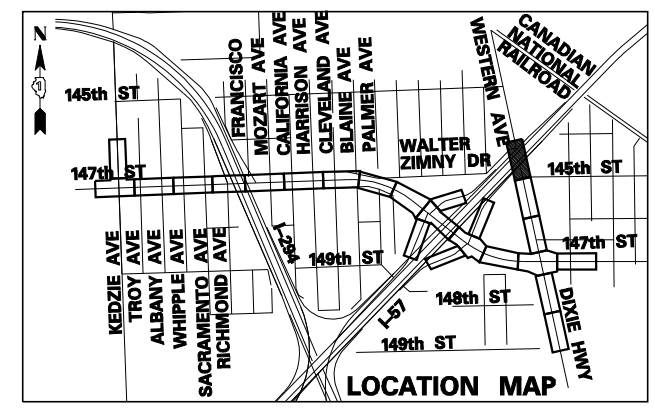 N
1
145th ST
147th ST
FRANCISCO
MOZART AVE
CALIFORNIA AVE
HARRISON AVE
CLEVELAND AVE
BLAINE AVE
PALMER AVE
WESTERN AVE
CANADIAN
NATIONAL
RAILROAD
WALTER
ZIMNY DR
145th ST
147th ST
KEDZIE AVE
TROY AVE
ALBANY AVE
WHIPPLE AVE
SACRAMENTO AVE
RICHMOND AVE
I-294
149th ST
I-57
148th ST
149th ST
DIXIE HWY
LOCATION MAP